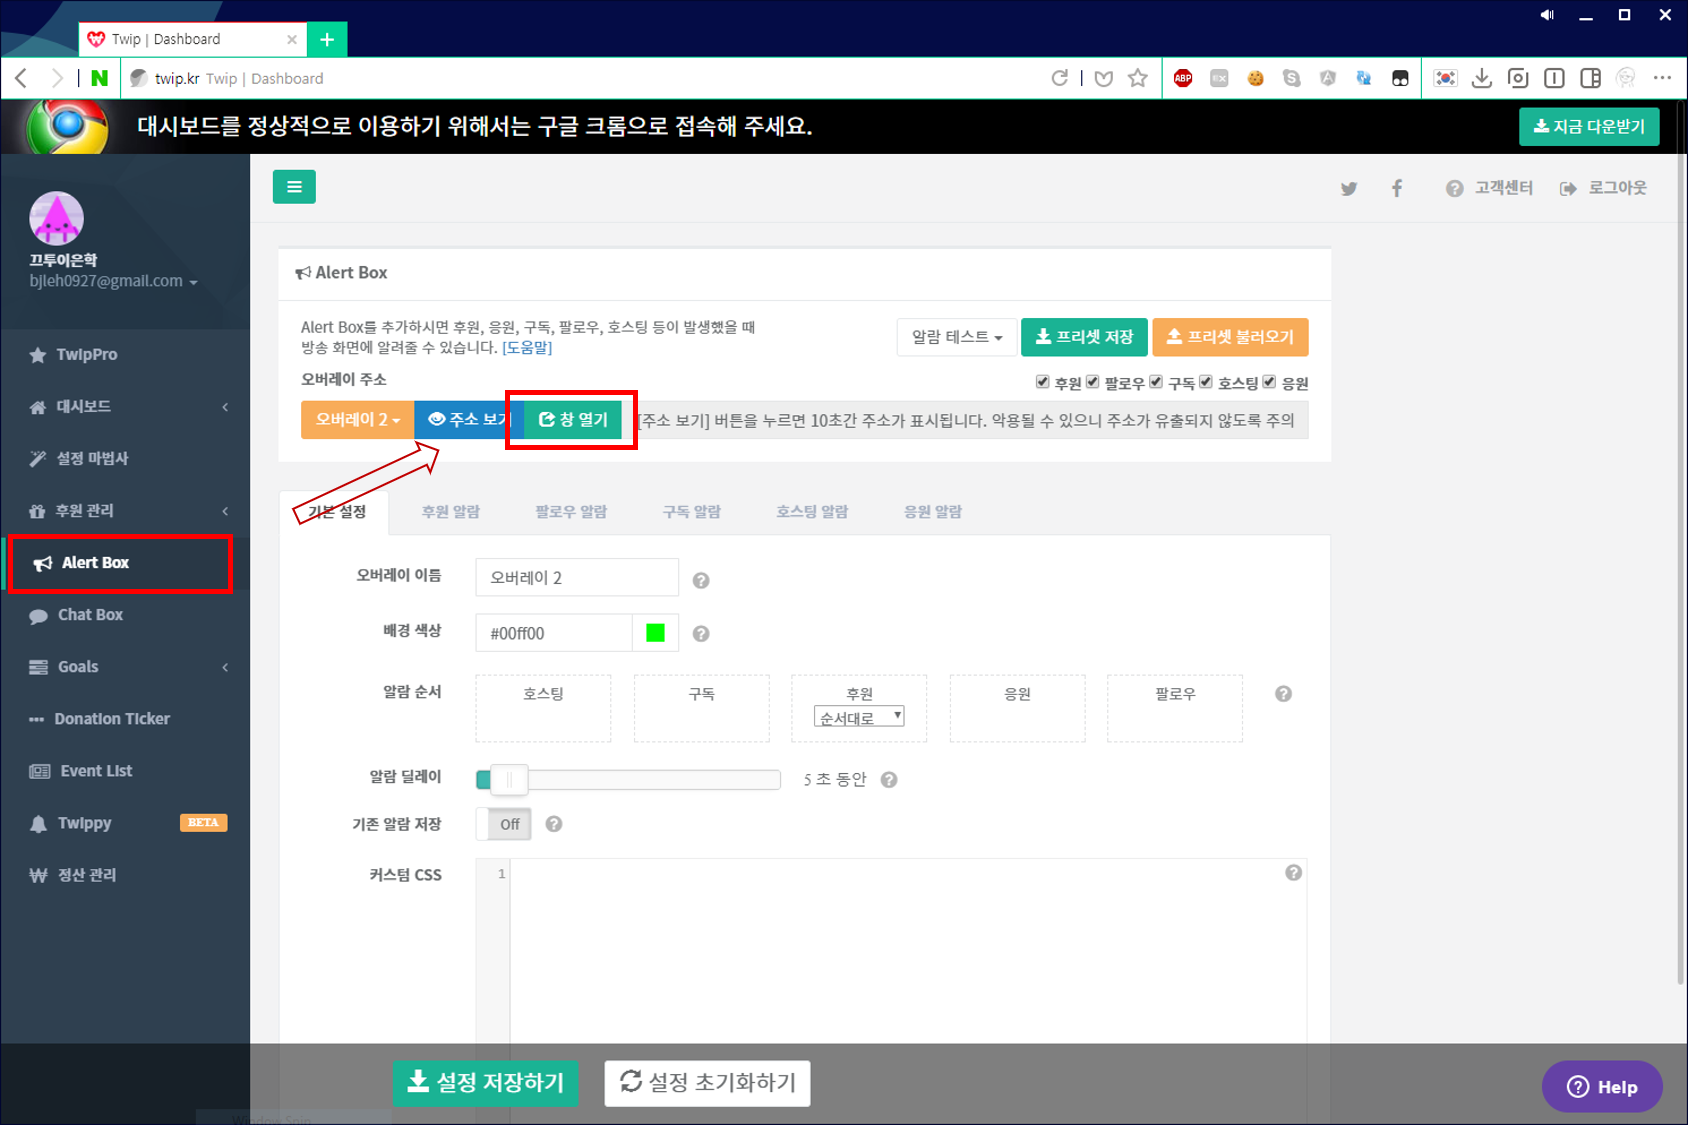 Twip | Dashboard
N
twip.kr Twip | Dashboard
ABP
대시보드를 정상적으로 이용하기 위해서는 구글 크롬으로 접속해 주세요.
지금 다운받기
고객센터
로그아웃
끄투이은학
bjleh0927@gmail.com
TwipPro
대시보드
설정 마법사
후원 관리
Alert Box
Chat Box
Goals
Donation Ticker
Event List
Twippy BETA
정산 관리
Alert Box
Alert Box를 추가하시면 후원, 응원, 구독, 팔로우, 호스팅 등이 발생했을 때
방송 화면에 알려줄 수 있습니다. [도움말]
알람 테스트
프리셋 저장
프리셋 불러오기
오버레이 주소
후원 팔로우 구독 호스팅 응원
오버레이 2
주소 보기
창 열기
[주소 보기] 버튼을 누르면 10초간 주소가 표시됩니다. 악용될 수 있으니 주소가 유출되지 않도록 주의
기본 설정
후원 알람
팔로우 알람
구독 알람
호스팅 알람
응원 알람
오버레이 이름
오버레이 2
배경 색상
#00ff00
알람 순서
호스팅
구독
후원
순서대로
응원
팔로우
알람 딜레이
5 초 동안
기존 알람 저장
Off
커스텀 CSS
1
설정 저장하기
설정 초기화하기
Help